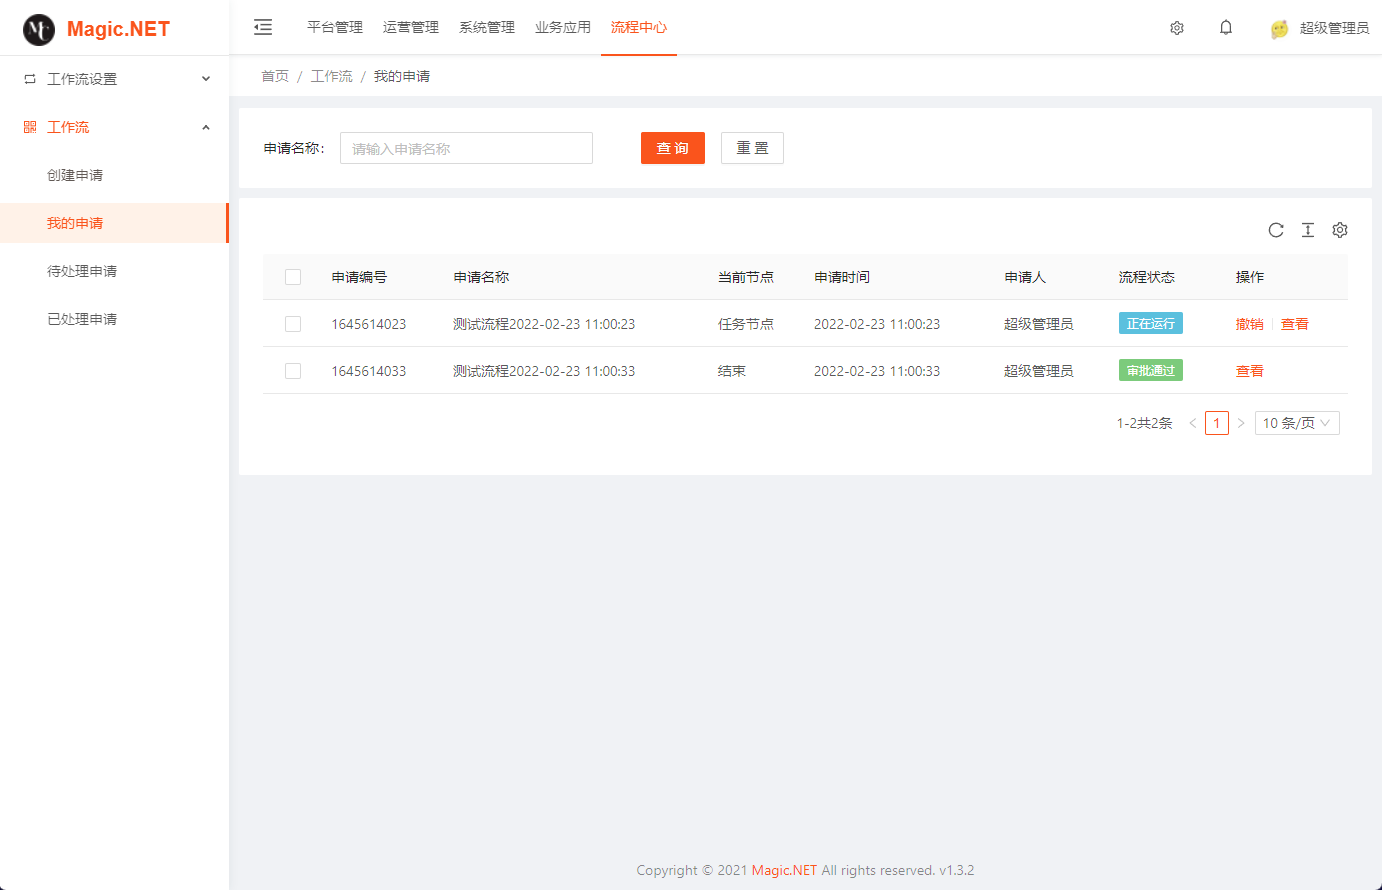 Magic.NET
平台管理 运营管理 系统管理 业务应用 流程中心 超级管理员
工作流设置
工作流
创建申请
我的申请
待处理申请
已处理申请
首页 / 工作流 / 我的申请
申请名称: 请输入申请名称 查 询 重 置
申请编号 申请名称 当前节点 申请时间 申请人 流程状态 操作
1645614023 测试流程2022-02-23 11:00:23 任务节点 2022-02-23 11:00:23 超级管理员 正在运行 撤销 查看
1645614033 测试流程2022-02-23 11:00:33 结束 2022-02-23 11:00:33 超级管理员 审批通过 查看
1-2共2条 < 1 > 10 条/页
Copyright © 2021 Magic.NET All rights reserved. v1.3.2